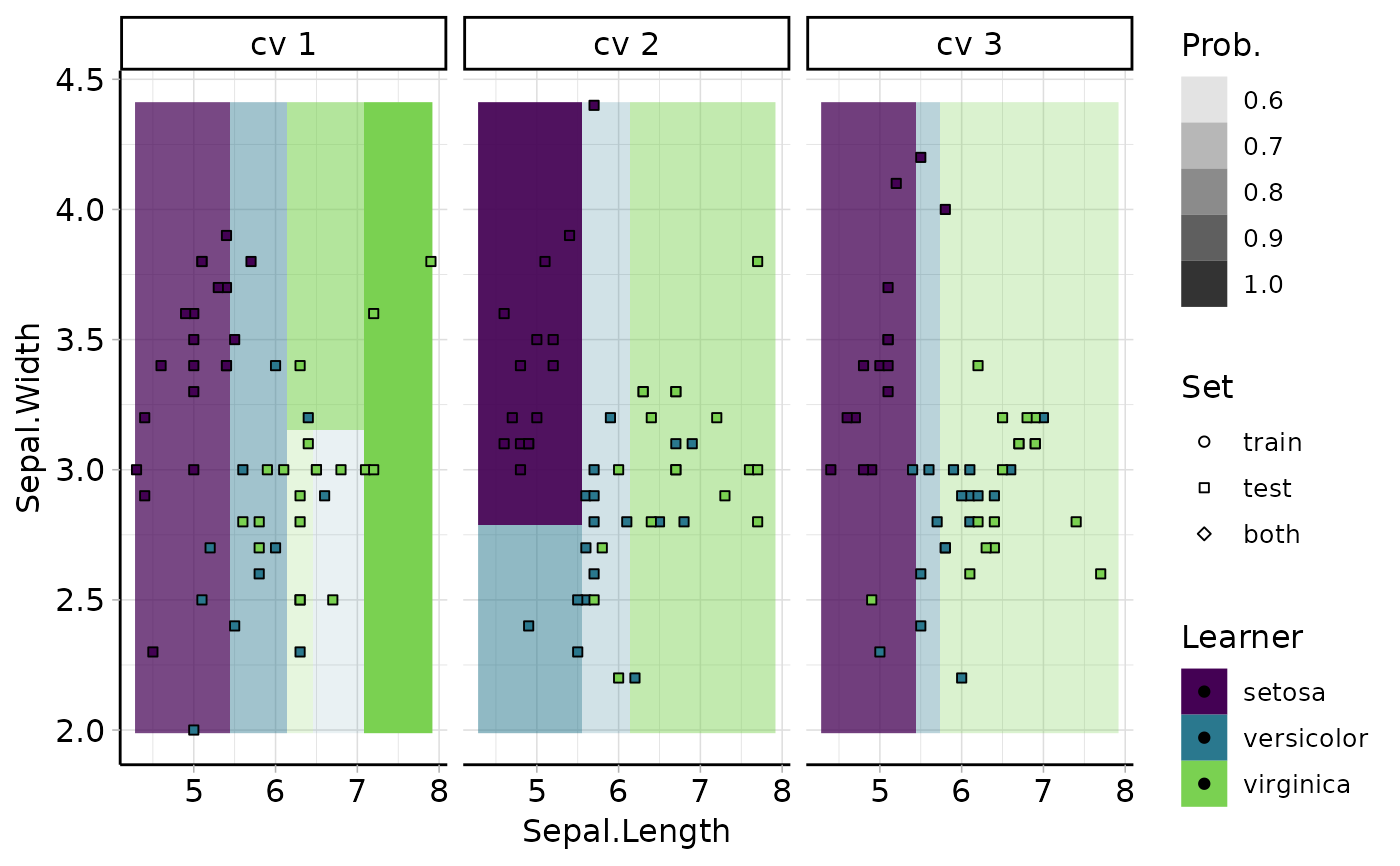 cv 1
cv 2
cv 3
Sepal.Width
4.5
4.0
3.5
3.0
2.5
2.0
5 6 7 8
5 6 7 8
5 6 7 8
Sepal.Length
Prob.
0.6
0.7
0.8
0.9
1.0
Set
train
test
both
Learner
setosa
versicolor
virginica